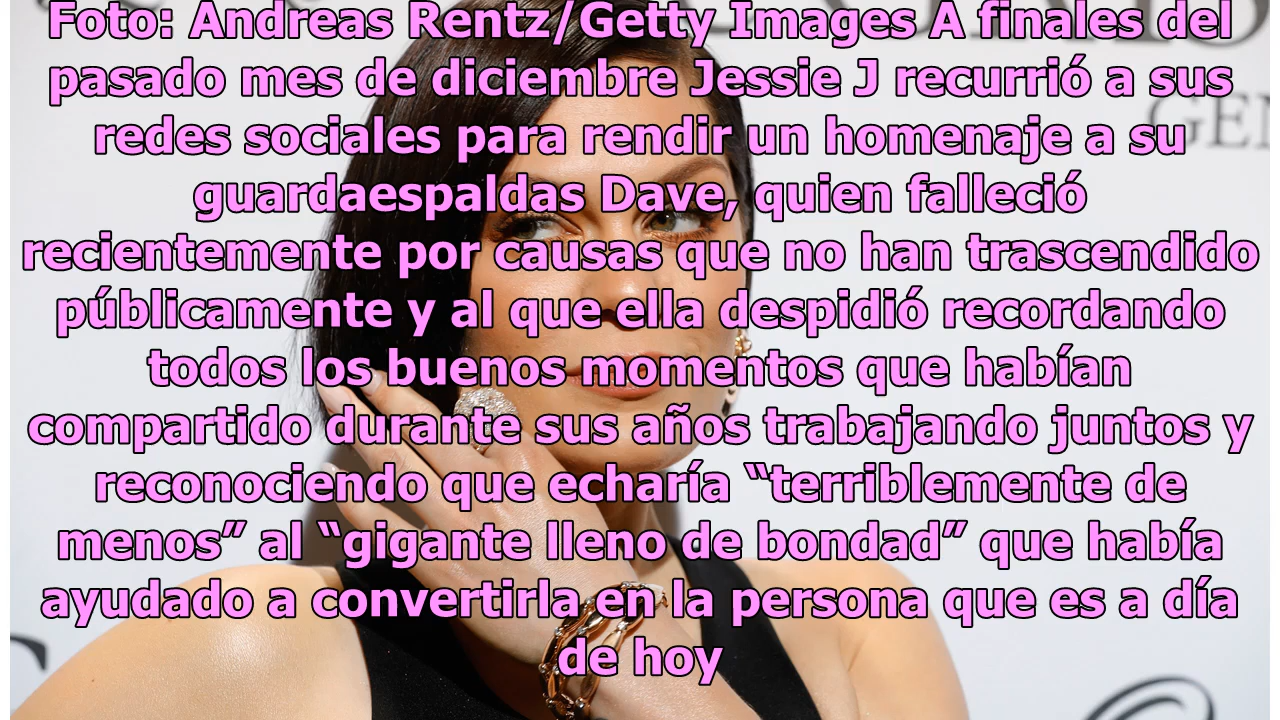 Foto: Andreas Rentz/Getty Images A finales del
pasado mes de diciembre Jessie J recurrió a sus
redes sociales para rendir un homenaje a su
guardaespaldas Dave, quien falleció
recientemente por causas que no han trascendido
públicamente y al que ella despidió recordando
todos los buenos momentos que habían
compartido durante sus años trabajando juntos y
reconociendo que echaría “terriblemente de
menos” al “gigante lleno de bondad” que había
ayudado a convertirla en la persona que es a día
de hoy